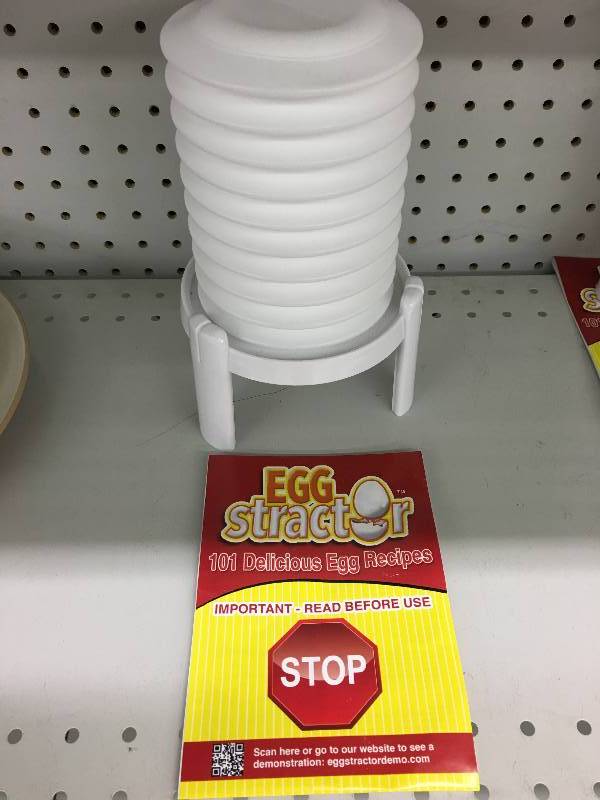 EGG
stractor™
101 Delicious Egg Recipes
IMPORTANT - READ BEFORE USE
STOP
Scan here or go to our website to see a
demonstration: eggstractordemo.com